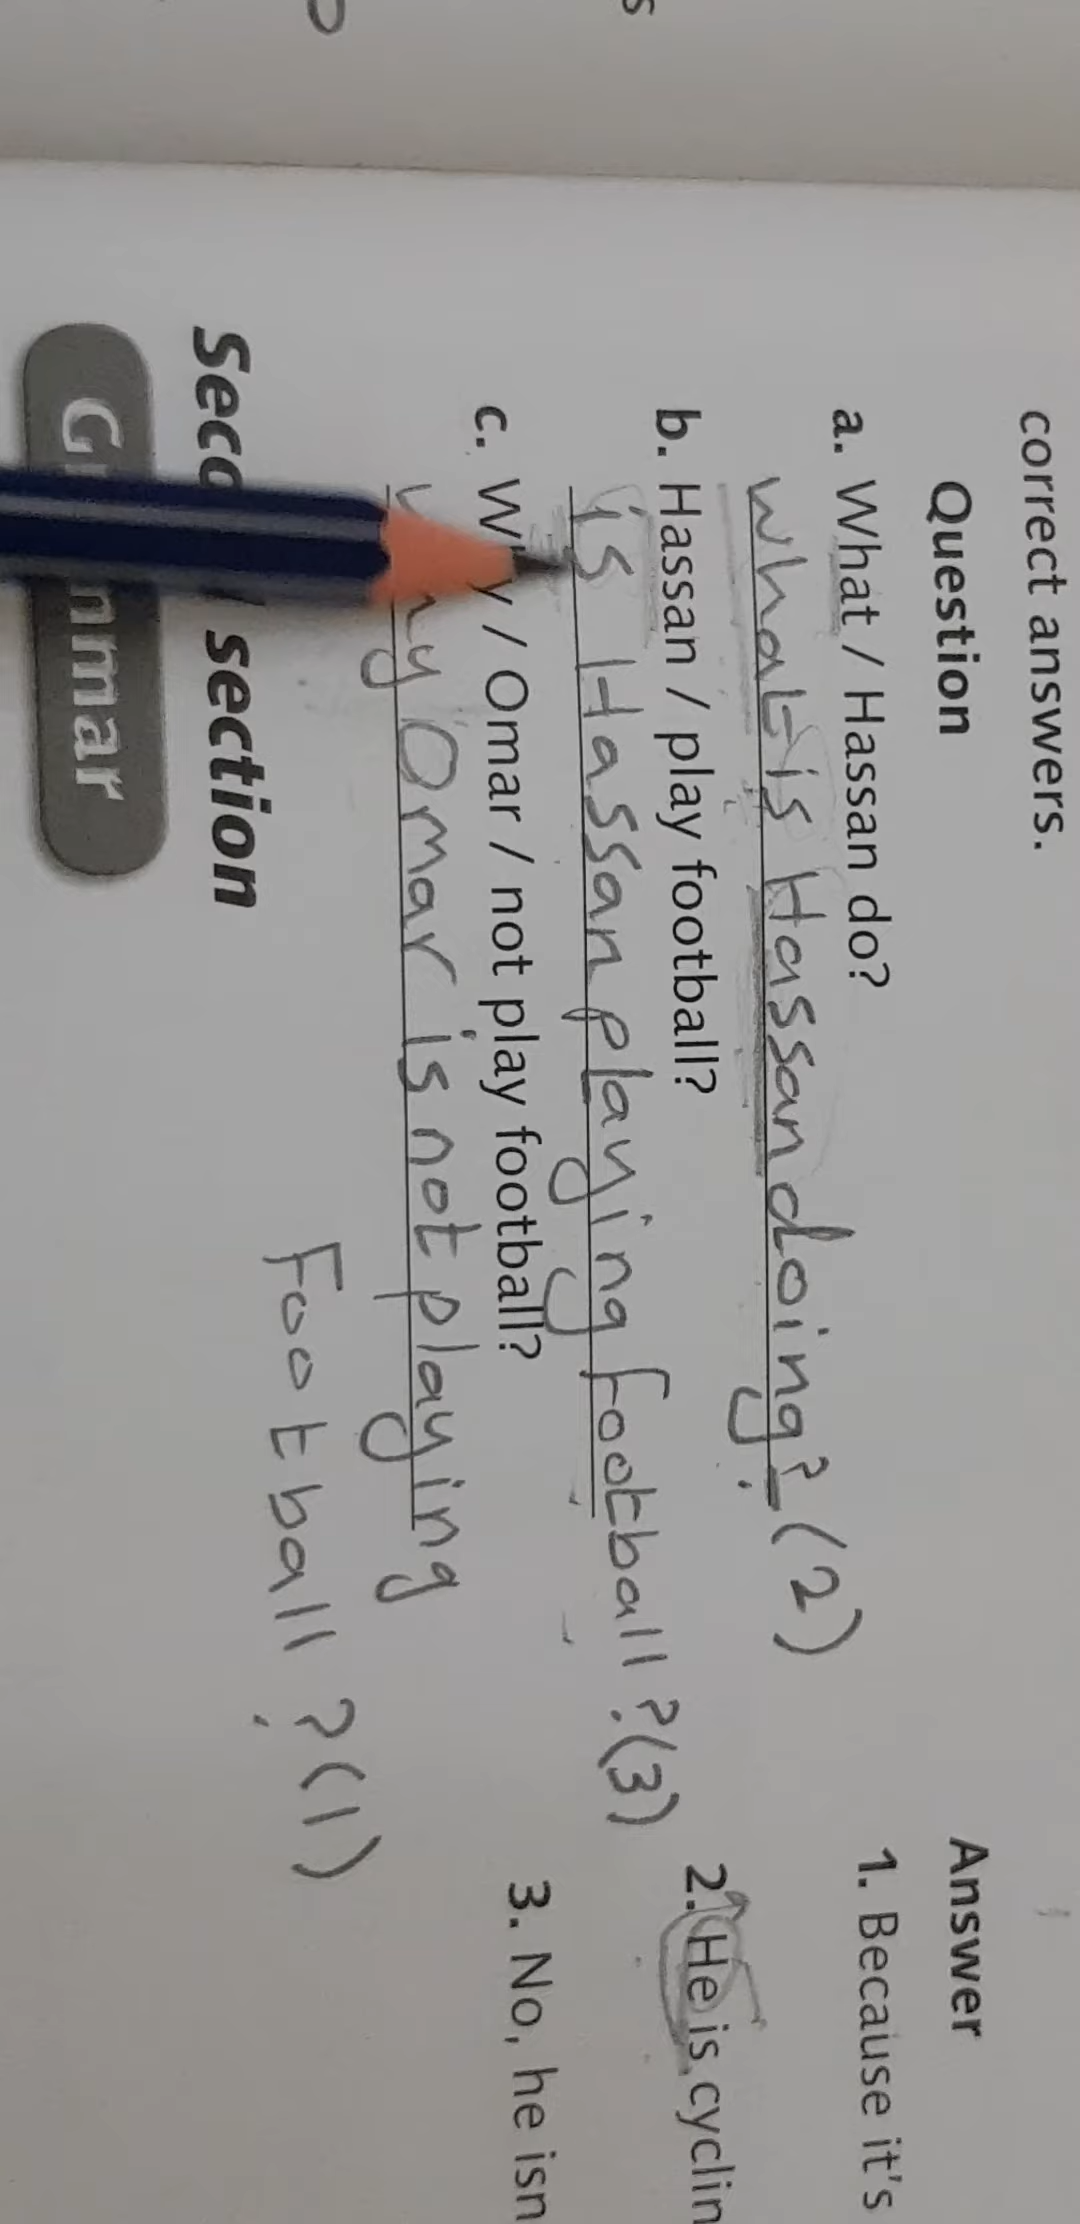 correct answers.
Question
Answer
a. What / Hassan do?
1. Because it's
what is Hassan doing? (2)
b. Hassan / play football?
2. He is cyclin
is Hassan playing football? (3)
c. Why / Omar / not play football?
3. No, he isn
why Omar is not playing
Football? (1)
section